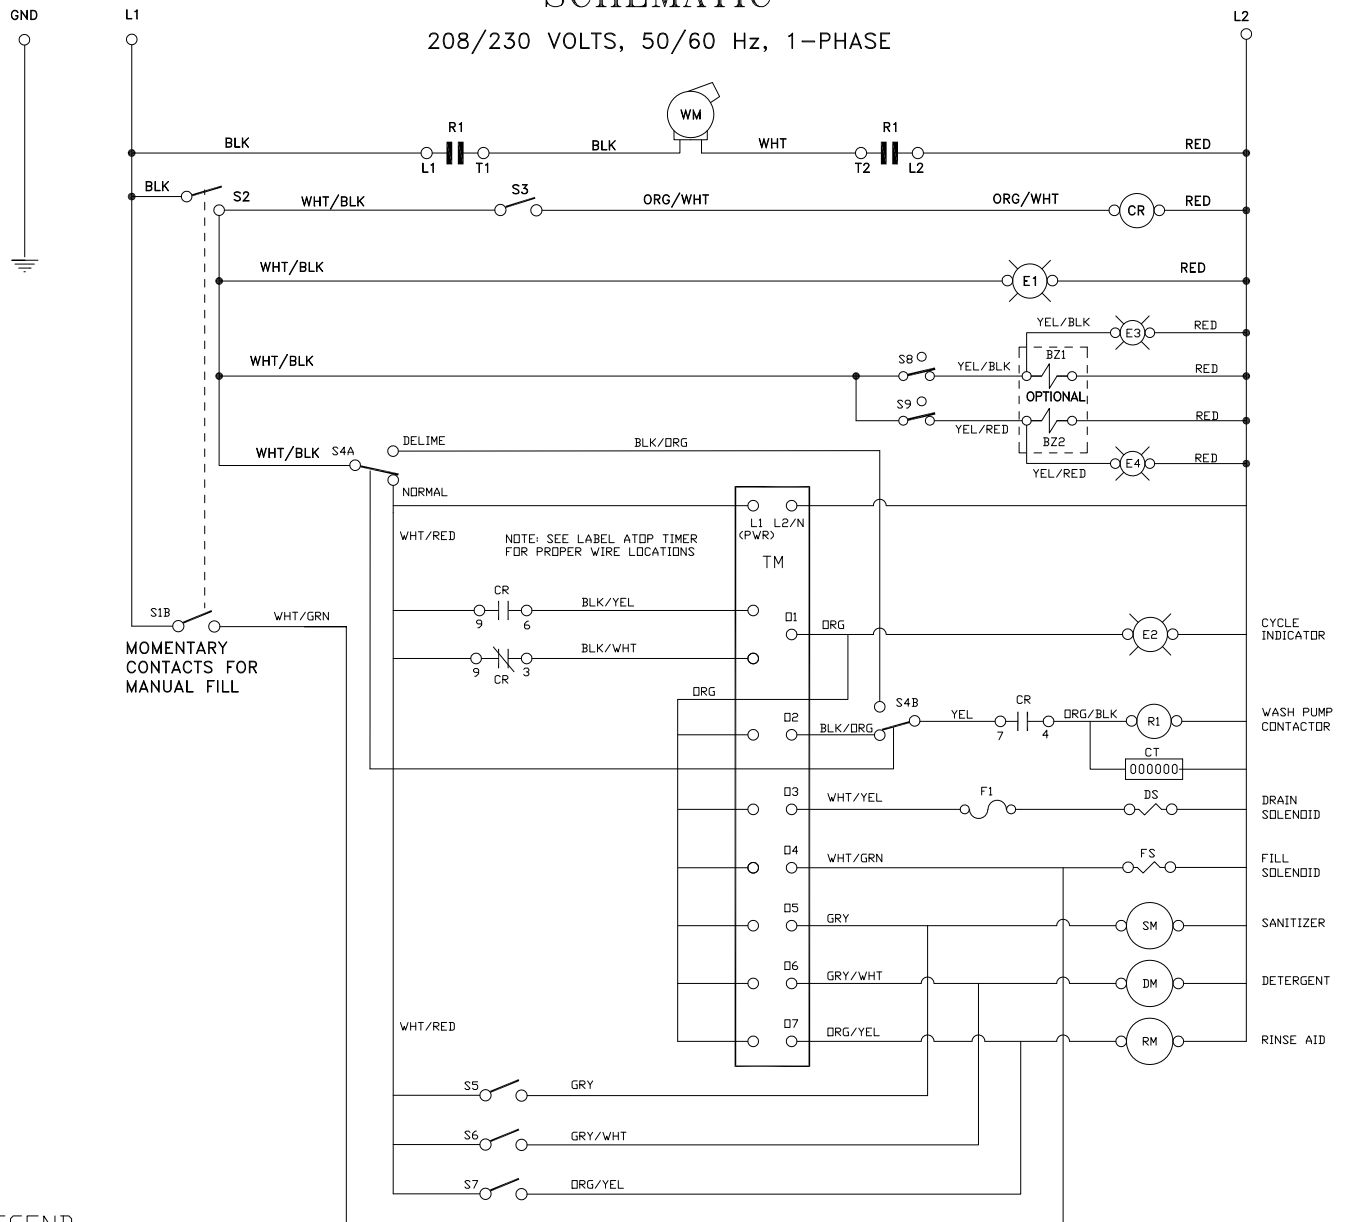 SCHEMATIC
208/230 VOLTS, 50/60 Hz, 1-PHASE
GND
L1
L2
WM
BLK
R1
L1
T1
BLK
WHT
R1
T2
L2
RED
BLK
S2
WHT/BLK
S3
ORG/WHT
ORG/WHT
CR
RED
WHT/BLK
E1
RED
YEL/BLK
E3
RED
WHT/BLK
S8
YEL/BLK
BZ1
RED
OPTIONAL
S9
YEL/RED
BZ2
RED
YEL/RED
E4
RED
WHT/BLK
S4A
DELIME
BLK/ORG
NORMAL
WHT/RED
NOTE: SEE LABEL ATOP TIMER
FOR PROPER WIRE LOCATIONS
L1
L2/N
(PWR)
TM
CR
9
6
BLK/YEL
9
CR
3
BLK/WHT
S1B
WHT/GRN
MOMENTARY
CONTACTS FOR
MANUAL FILL
O1
ORG
E2
CYCLE
INDICATOR
ORG
O2
BLK/ORG
S4B
YEL
CR
7
4
ORG/BLK
R1
WASH PUMP
CONTACTOR
CT
000000
O3
WHT/YEL
F1
DS
DRAIN
SOLENOID
O4
WHT/GRN
FS
FILL
SOLENOID
O5
GRY
SM
SANITIZER
O6
GRY/WHT
DM
DETERGENT
WHT/RED
O7
ORG/YEL
RM
RINSE AID
S5
GRY
S6
GRY/WHT
S7
ORG/YEL